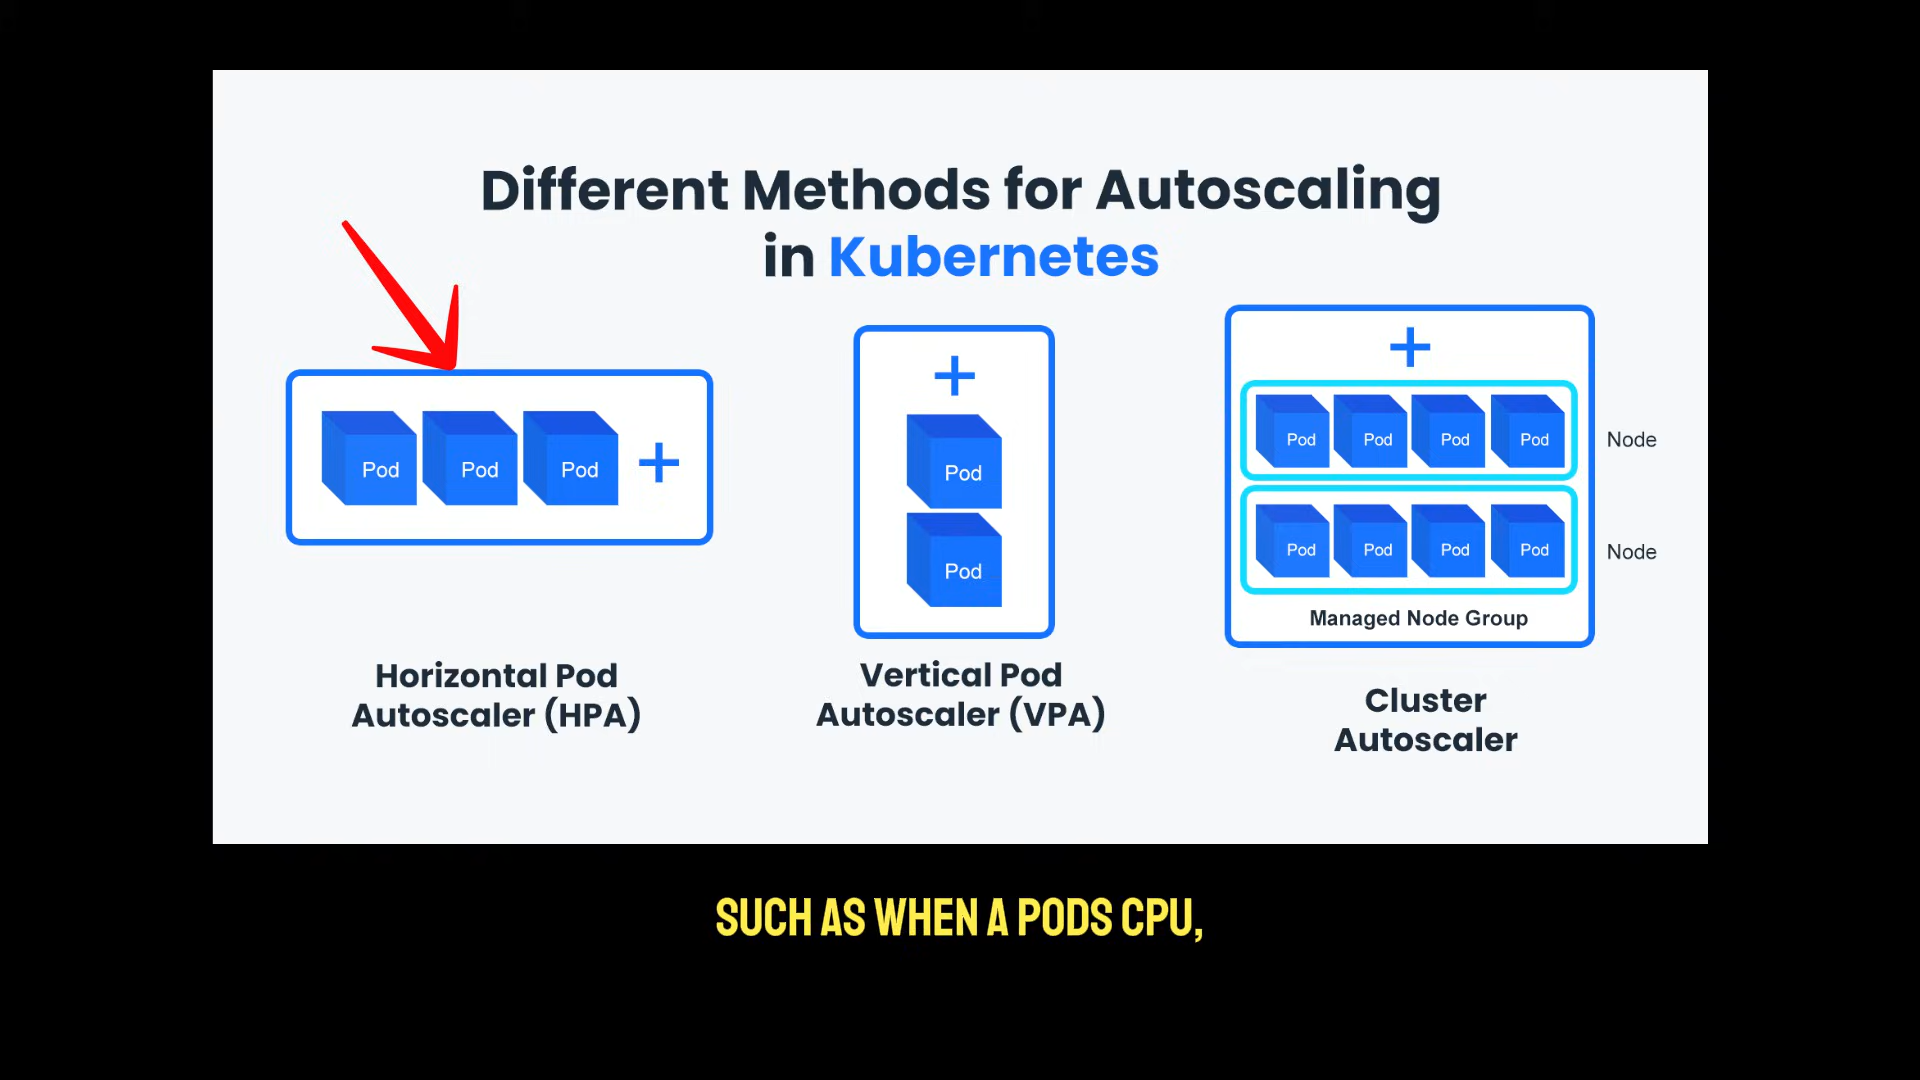 Different Methods for Autoscaling
in Kubernetes
Pod Pod Pod +
Horizontal Pod
Autoscaler (HPA)
+
Pod
Pod
Vertical Pod
Autoscaler (VPA)
+
Pod Pod Pod Pod Node
Pod Pod Pod Pod Node
Managed Node Group
Cluster
Autoscaler
SUCH AS WHEN A PODS CPU,